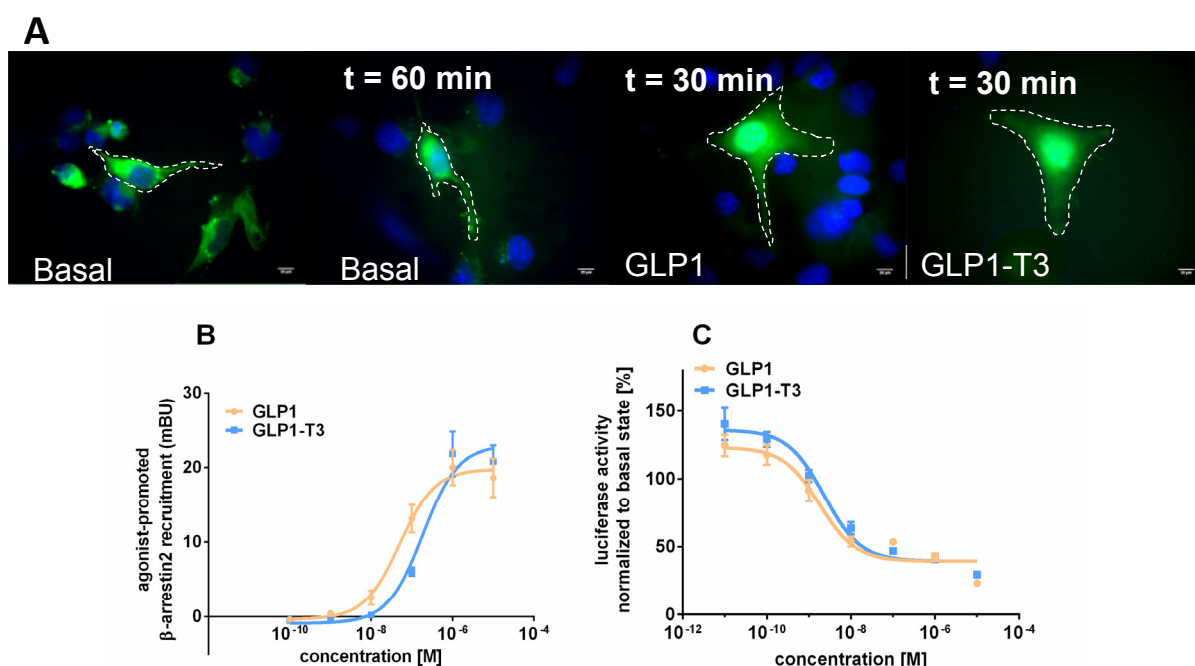 A
t = 60 min
t = 30 min
t = 30 min
Basal
Basal
GLP1
GLP1-T3
B
agonist-promoted
β-arrestin2 recruitment (mBU)
30
20
10
0
GLP1
GLP1-T3
10⁻¹⁰
10⁻⁸
10⁻⁶
10⁻⁴
concentration [M]
C
luciferase activity
normalized to basal state [%]
GLP1
GLP1-T3
150
100
50
0
10⁻¹²
10⁻¹⁰
10⁻⁸
10⁻⁶
10⁻⁴
concentration [M]